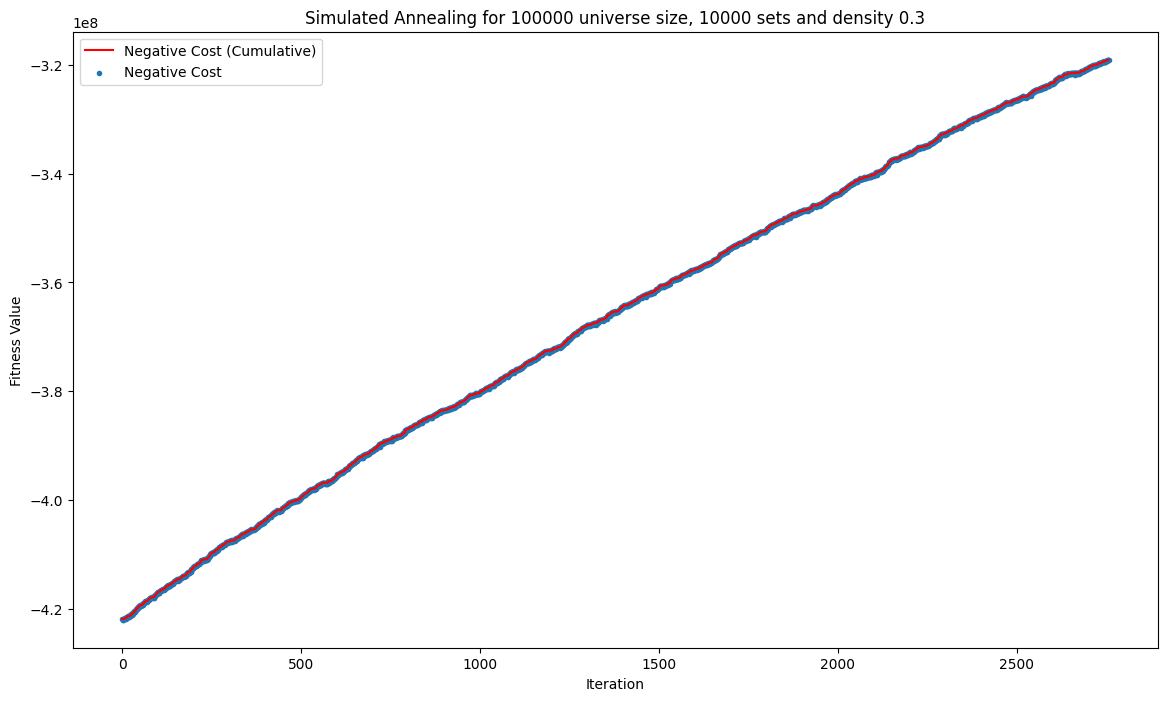 Simulated Annealing for 100000 universe size, 10000 sets and density 0.3
1e8
Negative Cost (Cumulative)
Negative Cost
Fitness Value
−3.2
−3.4
−3.6
−3.8
−4.0
−4.2
0
500
1000
1500
2000
2500
Iteration